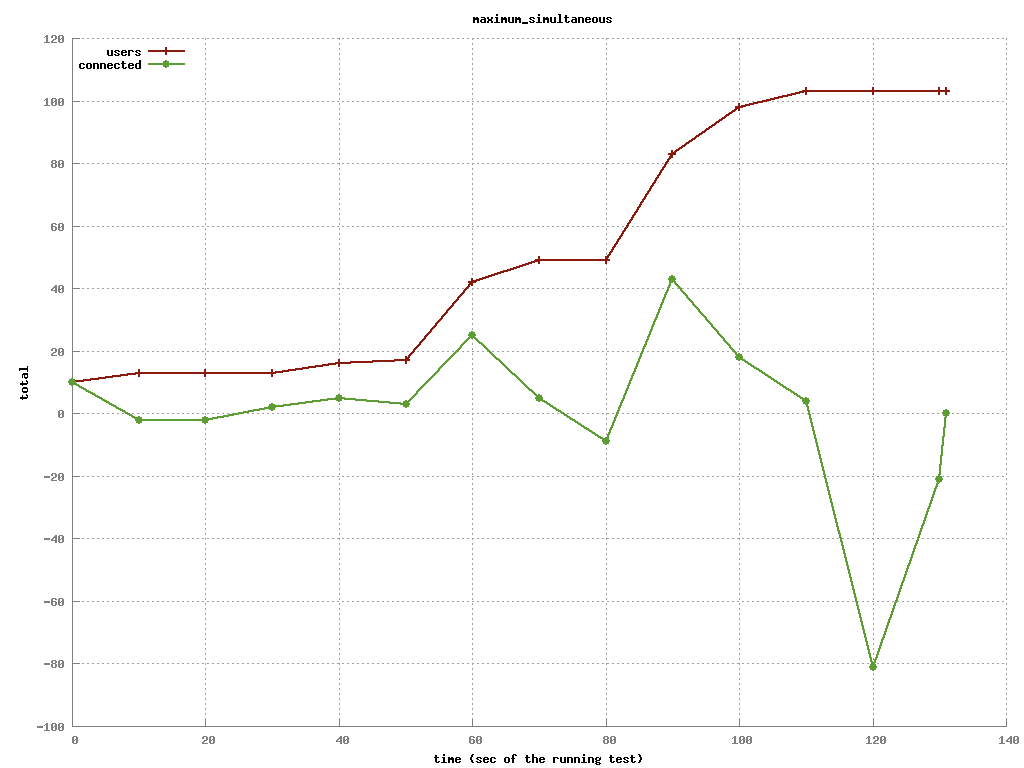 maximum_simultaneous
120
users
connected
100
80
60
40
20
total
0
-20
-40
-60
-80
-100
0 20 40 60 80 100 120 140
time (sec of the running test)